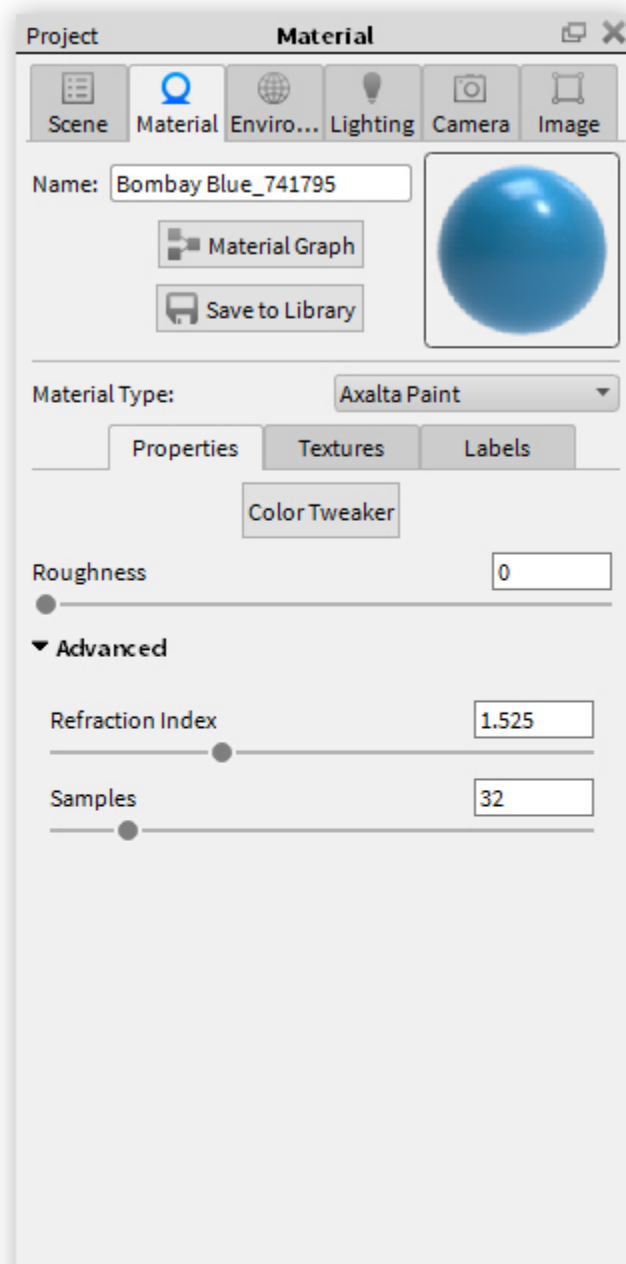 Project Material
Scene Material Enviro... Lighting Camera Image
Name: Bombay Blue_741795
Material Graph
Save to Library
Material Type: Axalta Paint
Properties Textures Labels
Color Tweaker
Roughness 0
Advanced
Refraction Index 1.525
Samples 32